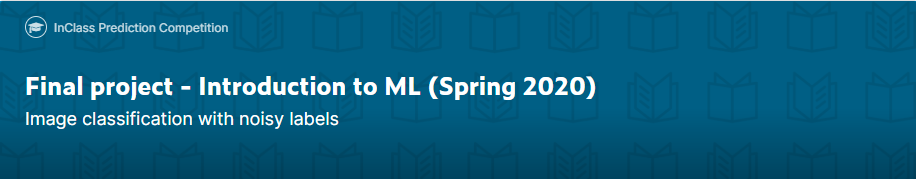 InClass Prediction Competition
Final project - Introduction to ML (Spring 2020)
Image classification with noisy labels